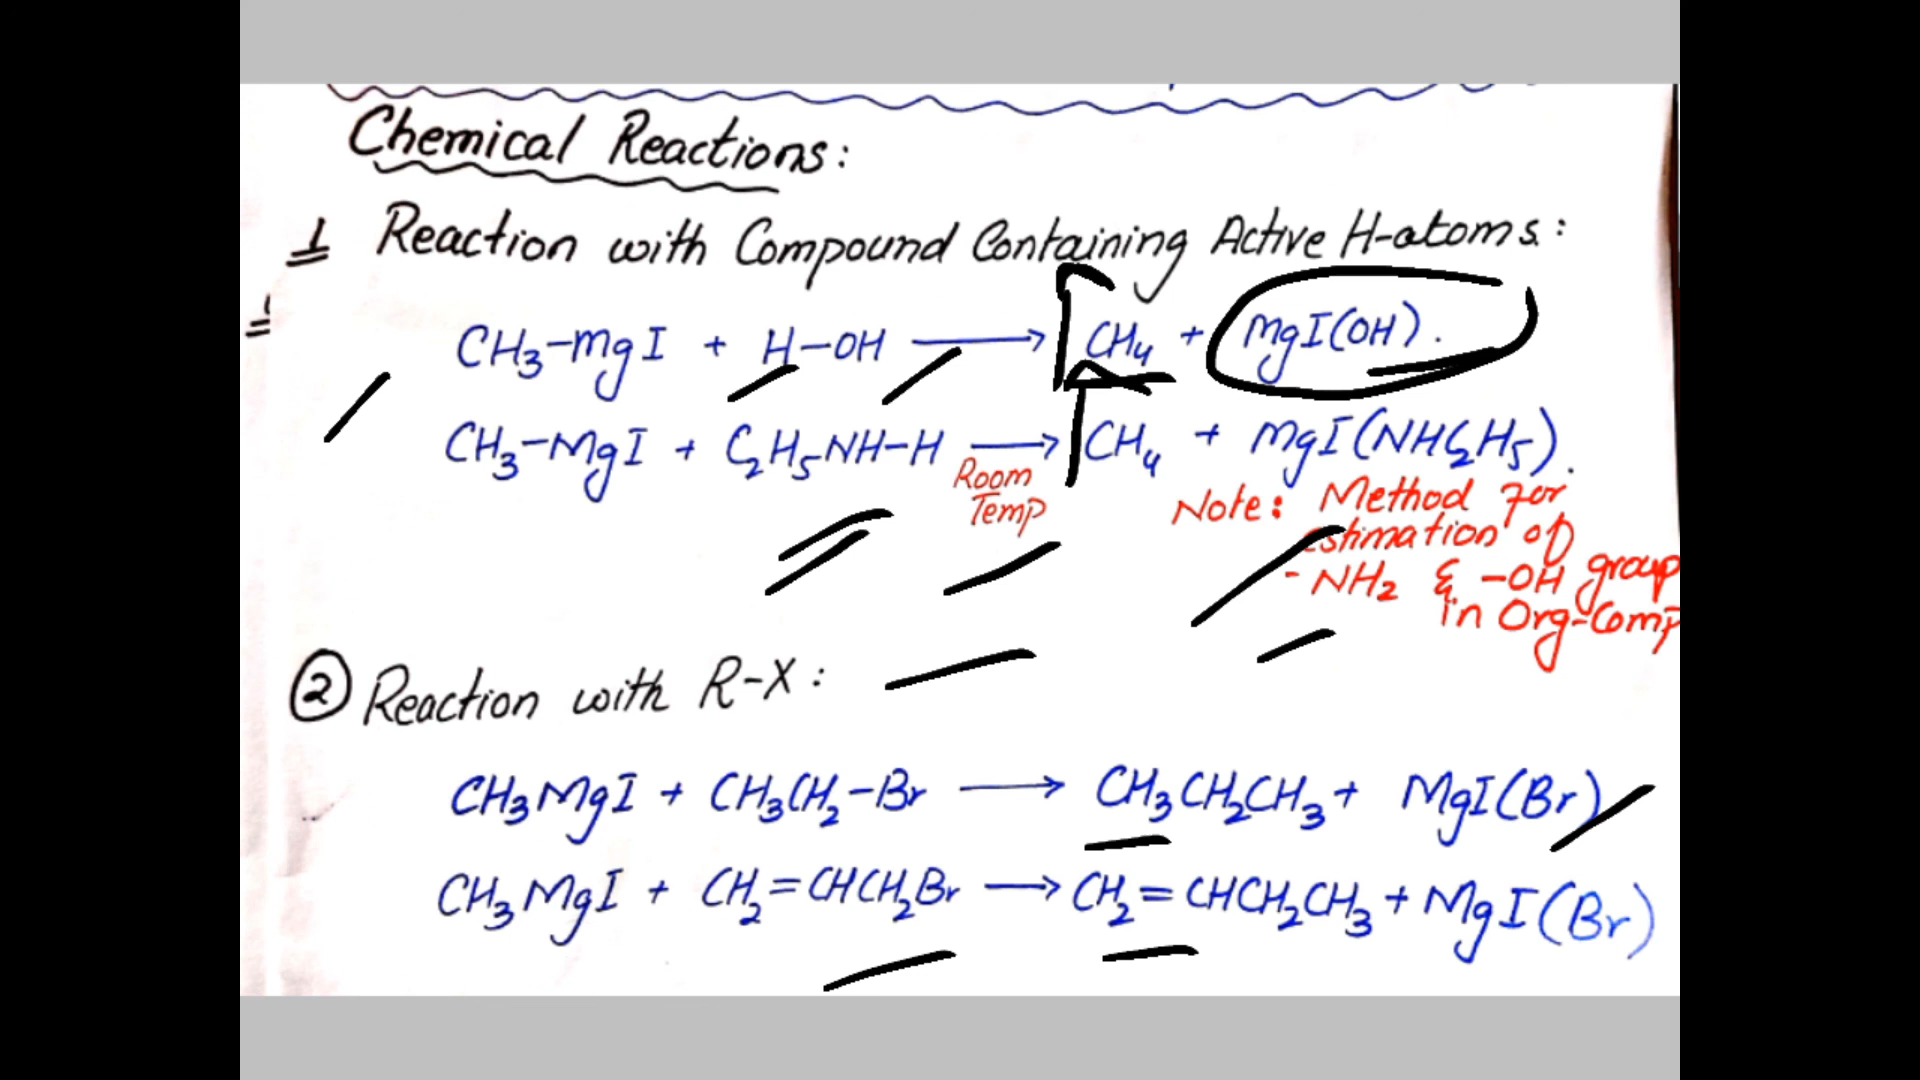 Chemical Reactions:
1 Reaction with Compound Containing Active H-atoms:
CH₃-MgI + H-OH ⟶ CH₄ + MgI(OH).
CH₃-MgI + C₂H₅NH-H ⟶ CH₄ + MgI(NHC₂H₅).
Room
Temp
Note: Method for
estimation of
-NH₂ & -OH group
in Org-Comp
② Reaction with R-X:
CH₃MgI + CH₃CH₂-Br ⟶ CH₃CH₂CH₃ + MgI(Br)
CH₃MgI + CH₂=CHCH₂Br ⟶ CH₂=CHCH₂CH₃ + MgI(Br)